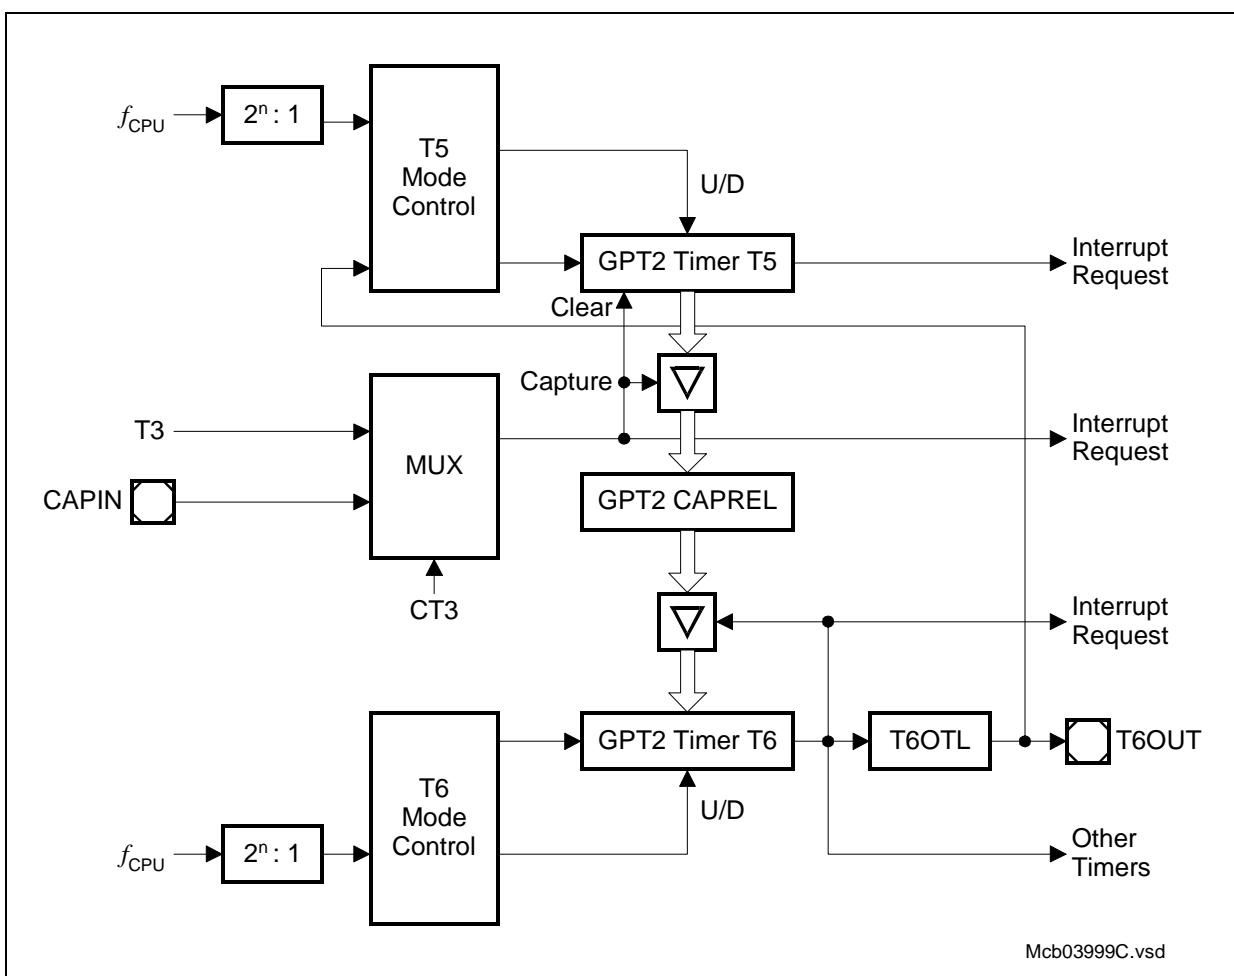 fCPU
2ⁿ : 1
T5
Mode
Control
U/D
GPT2 Timer T5
Interrupt
Request
Clear
Capture
T3
CAPIN
MUX
CT3
Interrupt
Request
GPT2 CAPREL
Interrupt
Request
GPT2 Timer T6
T6OTL
T6OUT
T6
Mode
Control
U/D
fCPU
2ⁿ : 1
Other
Timers
Mcb03999C.vsd